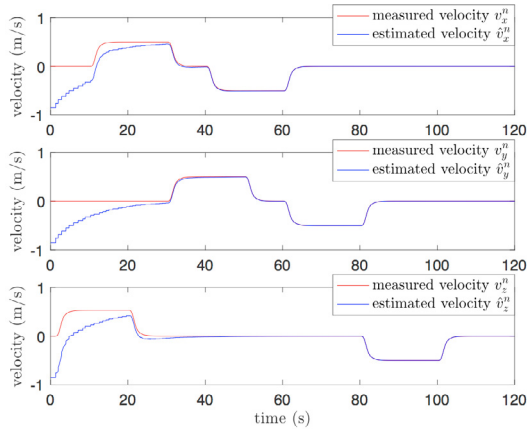 1
measured velocity v_x^n
estimated velocity v̂_x^n
velocity (m/s)
0
-1
0 20 40 60 80 100 120
1
measured velocity v_y^n
estimated velocity v̂_y^n
velocity (m/s)
0
-1
0 20 40 60 80 100 120
1
measured velocity v_z^n
estimated velocity v̂_z^n
velocity (m/s)
0
-1
0 20 40 60 80 100 120
time (s)